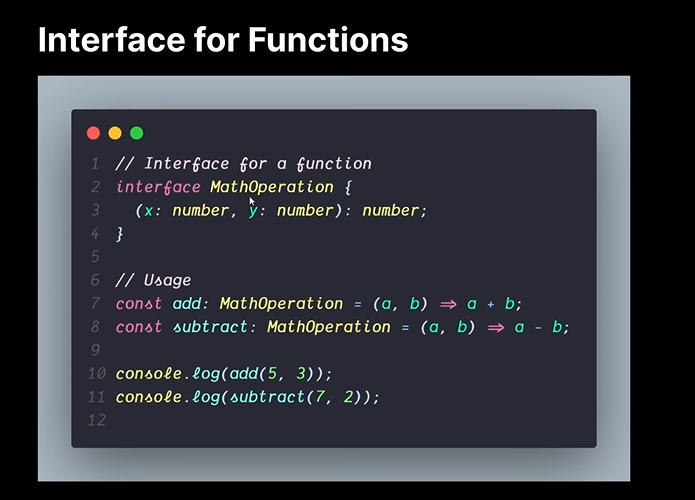 Interface for Functions
1 // Interface for a function
2 interface MathOperation {
3   (x: number, y: number): number;
4 }
5
6 // Usage
7 const add: MathOperation = (a, b) => a + b;
8 const subtract: MathOperation = (a, b) => a - b;
9
10 console.log(add(5, 3));
11 console.log(subtract(7, 2));
12